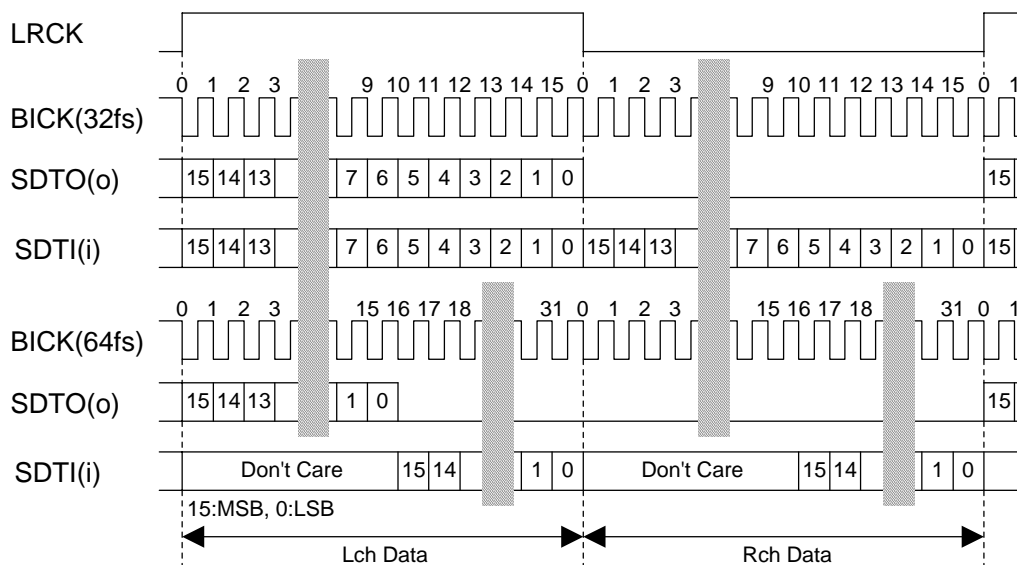 LRCK
0 1 2 3 9 10 11 12 13 14 15 0 1 2 3 9 10 11 12 13 14 15 0 1
BICK(32fs)
SDTO(o) 15 14 13 7 6 5 4 3 2 1 0 15
SDTI(i) 15 14 13 7 6 5 4 3 2 1 0 15 14 13 7 6 5 4 3 2 1 0 15
0 1 2 3 15 16 17 18 31 0 1 2 3 15 16 17 18 31 0 1
BICK(64fs)
SDTO(o) 15 14 13 1 0 15
SDTI(i) Don't Care 15 14 1 0 Don't Care 15 14 1 0
15:MSB, 0:LSB
Lch Data Rch Data